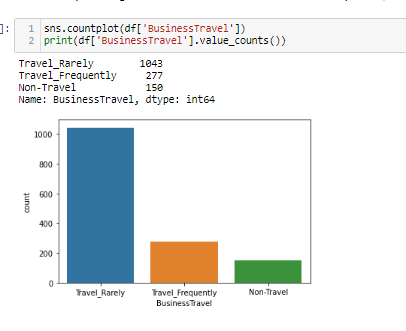 ]:
1 sns.countplot(df['BusinessTravel'])
2 print(df['BusinessTravel'].value_counts())
Travel_Rarely 1043
Travel_Frequently 277
Non-Travel 150
Name: BusinessTravel, dtype: int64
1000
800
600
400
200
0
count
Travel_Rarely Travel_Frequently Non-Travel
BusinessTravel